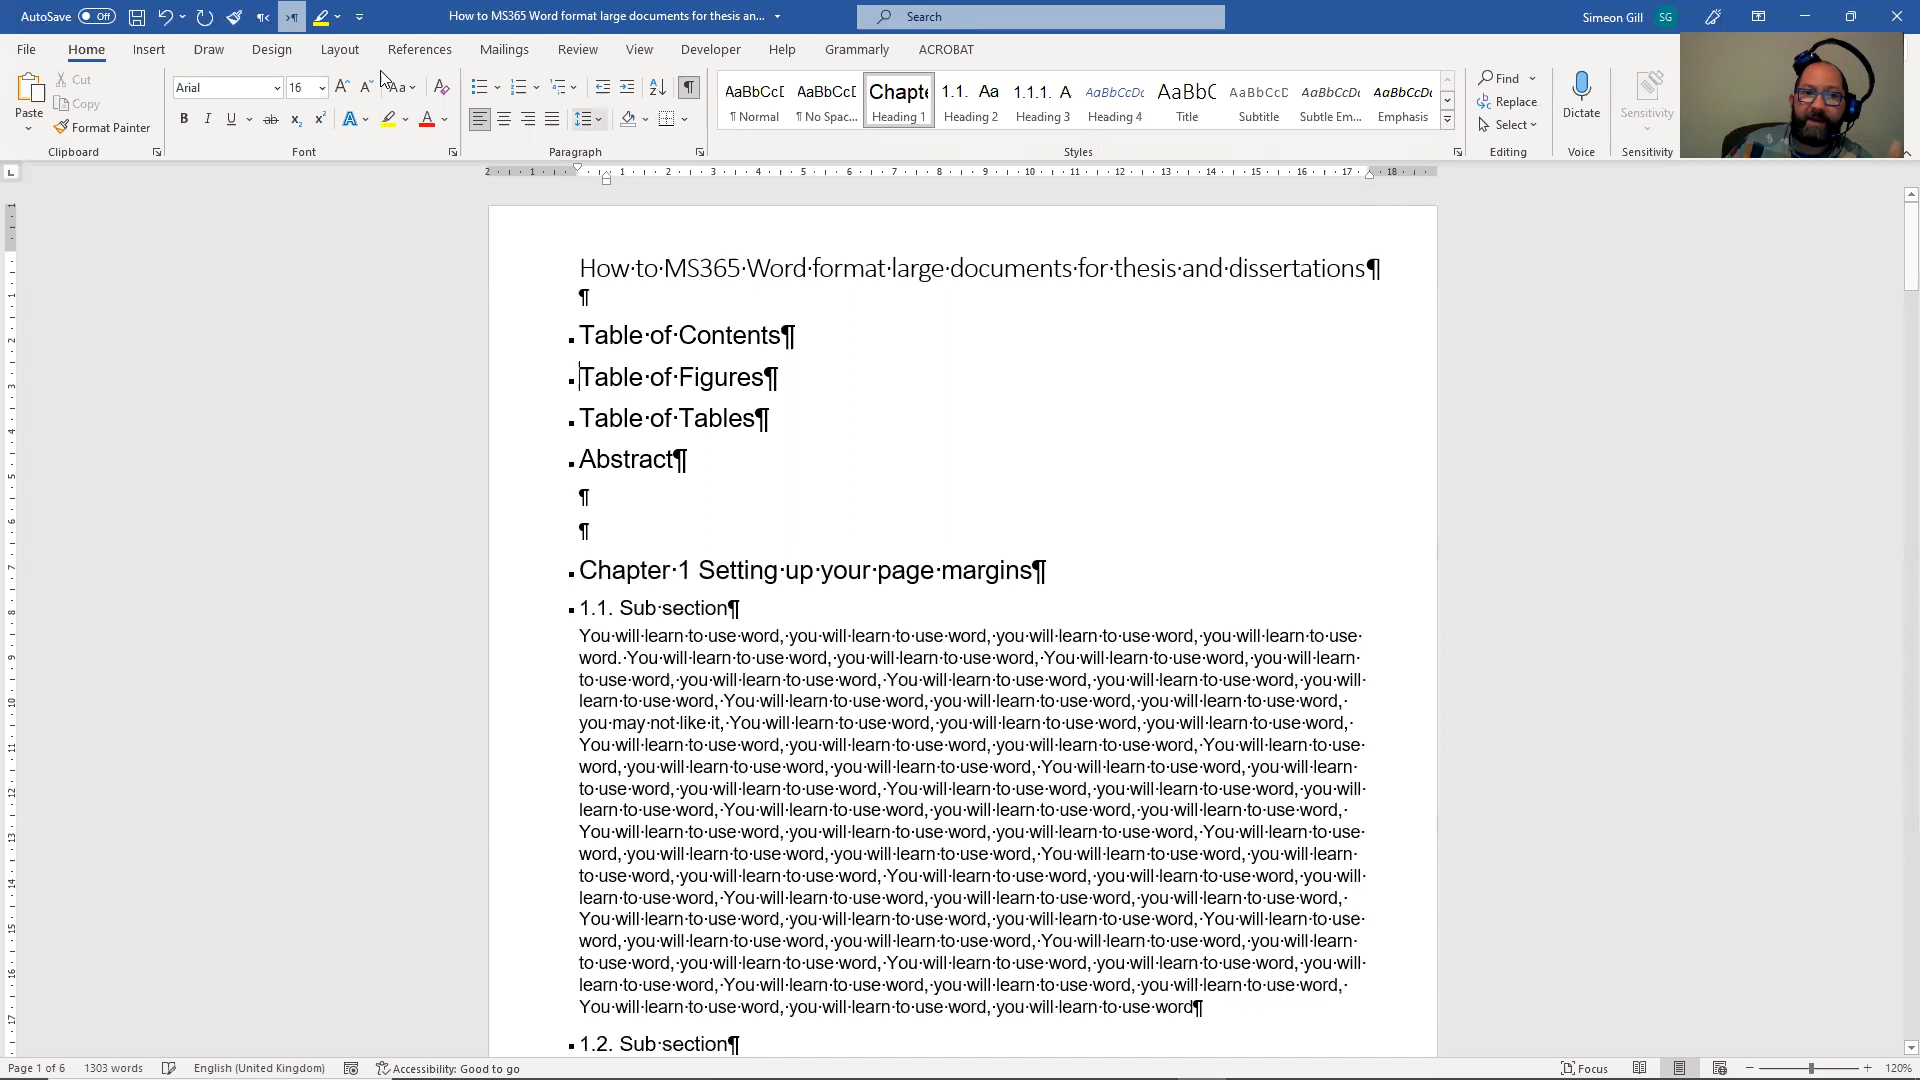 AutoSave Off How to MS365 Word format large documents for thesis an... Search Simeon Gill SG
File Home Insert Draw Design Layout References Mailings Review View Developer Help Grammarly ACROBAT
Paste
Cut
Copy
Format Painter
Clipboard
Arial 16
Font
Paragraph
AaBbCcD ¶ Normal
AaBbCcD ¶ No Spac...
Chapte Heading 1
1.1. Aa Heading 2
1.1.1. A Heading 3
AaBbCcDc Heading 4
AaBbC Title
AaBbCcDc Subtitle
AaBbCcDc Subtle Em...
AaBbCcDc Emphasis
Styles
Find
Replace
Select
Editing
Dictate
Voice
Sensitivity
Sensitivity
2 1 1 2 3 4 5 6 7 8 9 10 11 12 13 14 15 16 17 18
How·to·MS365·Word·format·large·documents·for·thesis·and·dissertations¶
¶
Table·of·Contents¶
Table·of·Figures¶
Table·of·Tables¶
Abstract¶
¶
¶
Chapter·1 Setting·up·your·page·margins¶
1.1. Sub·section¶
You·will·learn·to·use·word,·you·will·learn·to·use·word,·you·will·learn·to·use·word,·you·will·learn·to·use·
word.·You·will·learn·to·use·word,·you·will·learn·to·use·word,·You·will·learn·to·use·word,·you·will·learn·
to·use·word,·you·will·learn·to·use·word,·You·will·learn·to·use·word,·you·will·learn·to·use·word,·you·will·
learn·to·use·word,·You·will·learn·to·use·word,·you·will·learn·to·use·word,·you·will·learn·to·use·word,·
you·may·not·like·it,·You·will·learn·to·use·word,·you·will·learn·to·use·word,·you·will·learn·to·use·word,·
You·will·learn·to·use·word,·you·will·learn·to·use·word,·you·will·learn·to·use·word,·You·will·learn·to·use·
word,·you·will·learn·to·use·word,·you·will·learn·to·use·word,·You·will·learn·to·use·word,·you·will·learn·
to·use·word,·you·will·learn·to·use·word,·You·will·learn·to·use·word,·you·will·learn·to·use·word,·you·will·
learn·to·use·word,·You·will·learn·to·use·word,·you·will·learn·to·use·word,·you·will·learn·to·use·word,·
You·will·learn·to·use·word,·you·will·learn·to·use·word,·you·will·learn·to·use·word,·You·will·learn·to·use·
word,·you·will·learn·to·use·word,·you·will·learn·to·use·word,·You·will·learn·to·use·word,·you·will·learn·
to·use·word,·you·will·learn·to·use·word,·You·will·learn·to·use·word,·you·will·learn·to·use·word,·you·will·
learn·to·use·word,·You·will·learn·to·use·word,·you·will·learn·to·use·word,·you·will·learn·to·use·word,·
You·will·learn·to·use·word,·you·will·learn·to·use·word,·you·will·learn·to·use·word,·You·will·learn·to·use·
word,·you·will·learn·to·use·word,·you·will·learn·to·use·word,·You·will·learn·to·use·word,·you·will·learn·
to·use·word,·you·will·learn·to·use·word,·You·will·learn·to·use·word,·you·will·learn·to·use·word,·you·will·
learn·to·use·word,·You·will·learn·to·use·word,·you·will·learn·to·use·word,·you·will·learn·to·use·word,·
You·will·learn·to·use·word,·you·will·learn·to·use·word,·you·will·learn·to·use·word¶
1.2. Sub·section¶
Page 1 of 6 1303 words English (United Kingdom) Accessibility: Good to go Focus 120%